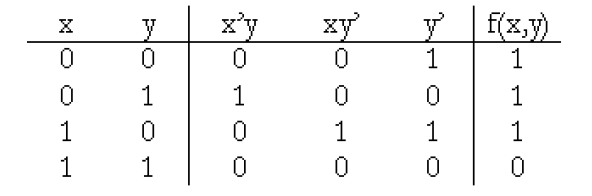 x y x’y xy’ y’ f(x,y)
0 0 0 0 1 1
0 1 1 0 0 1
1 0 0 1 1 1
1 1 0 0 0 0